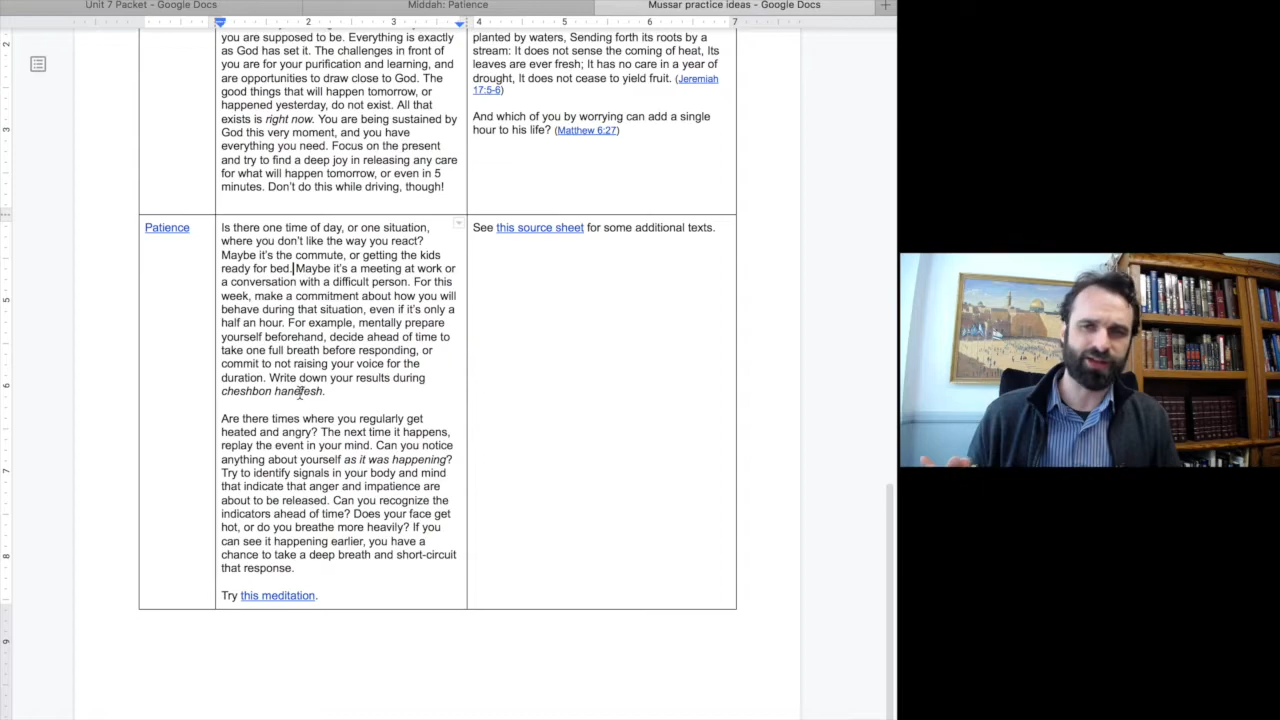 Unit 7 Packet - Google Docs
Middah: Patience
Mussar practice ideas - Google Docs
+
2 3 4 5 6 7
you are supposed to be. Everything is exactly
as God has set it. The challenges in front of
you are for your purification and learning, and
are opportunities to draw close to God. The
good things that will happen tomorrow, or
happened yesterday, do not exist. All that
exists is right now. You are being sustained by
God this very moment, and you have
everything you need. Focus on the present
and try to find a deep joy in releasing any care
for what will happen tomorrow, or even in 5
minutes. Don't do this while driving, though!
planted by waters, Sending forth its roots by a
stream: It does not sense the coming of heat, Its
leaves are ever fresh; It has no care in a year of
drought, It does not cease to yield fruit. (Jeremiah
17:5-6)
And which of you by worrying can add a single
hour to his life? (Matthew 6:27)
Patience
Is there one time of day, or one situation,
where you don't like the way you react?
Maybe it's the commute, or getting the kids
ready for bed. Maybe it's a meeting at work or
a conversation with a difficult person. For this
week, make a commitment about how you will
behave during that situation, even if it's only a
half an hour. For example, mentally prepare
yourself beforehand, decide ahead of time to
take one full breath before responding, or
commit to not raising your voice for the
duration. Write down your results during
cheshbon hanefesh.
Are there times where you regularly get
heated and angry? The next time it happens,
replay the event in your mind. Can you notice
anything about yourself as it was happening?
Try to identify signals in your body and mind
that indicate that anger and impatience are
about to be released. Can you recognize the
indicators ahead of time? Does your face get
hot, or do you breathe more heavily? If you
can see it happening earlier, you have a
chance to take a deep breath and short-circuit
that response.
Try this meditation.
See this source sheet for some additional texts.
2
3
5
6
7
8
9